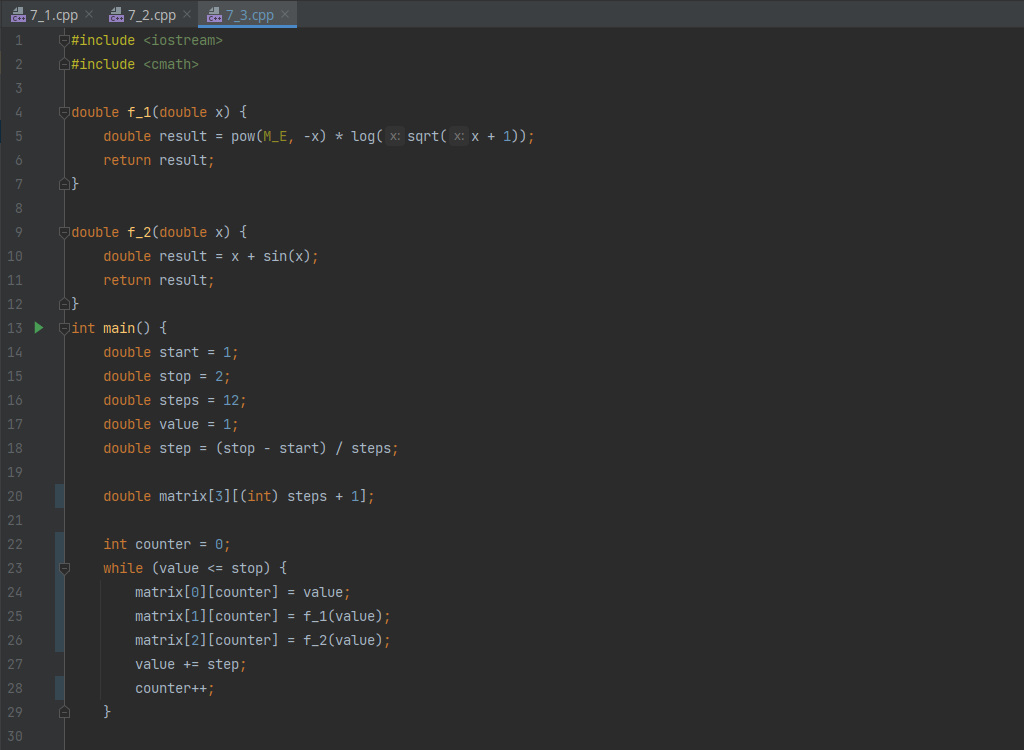 7_1.cpp 7_2.cpp 7_3.cpp
1 #include <iostream>
2 #include <cmath>
3
4 double f_1(double x) {
5     double result = pow(M_E, -x) * log( x: sqrt( x: x + 1));
6     return result;
7 }
8
9 double f_2(double x) {
10     double result = x + sin(x);
11     return result;
12 }
13 int main() {
14     double start = 1;
15     double stop = 2;
16     double steps = 12;
17     double value = 1;
18     double step = (stop - start) / steps;
19
20     double matrix[3][(int) steps + 1];
21
22     int counter = 0;
23     while (value <= stop) {
24         matrix[0][counter] = value;
25         matrix[1][counter] = f_1(value);
26         matrix[2][counter] = f_2(value);
27         value += step;
28         counter++;
29     }
30